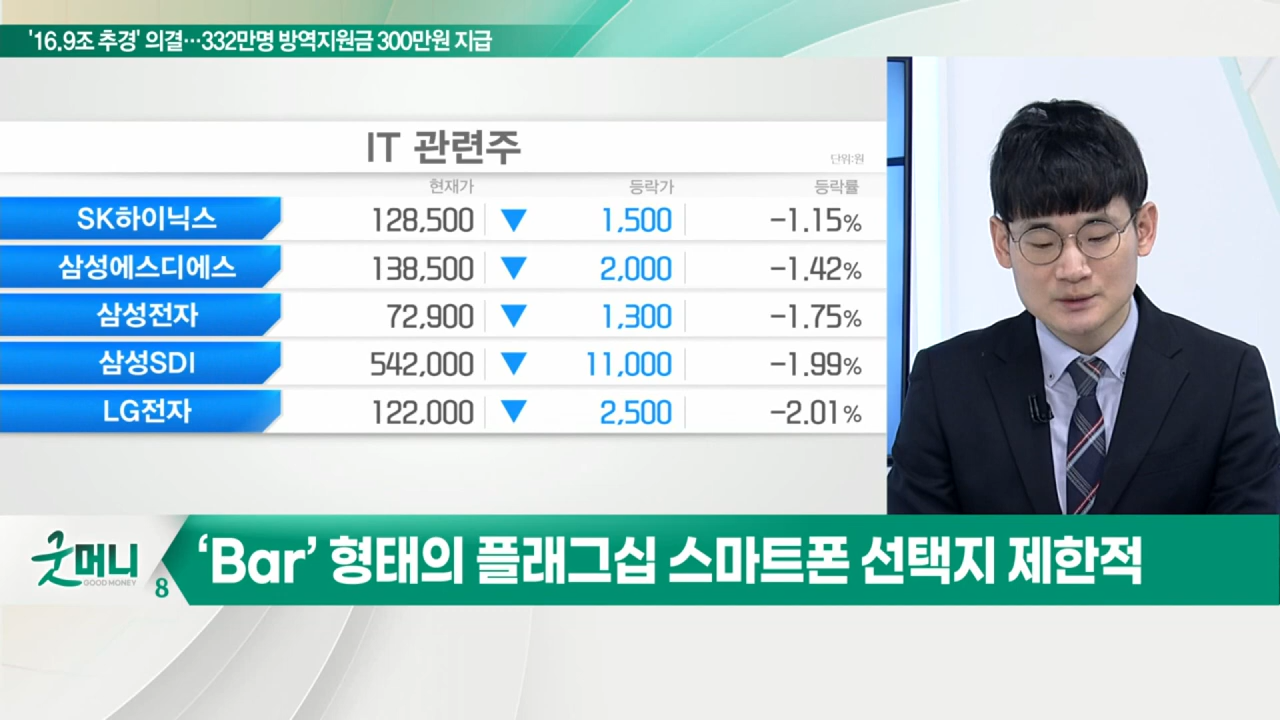 '16.9조 추경' 의결…332만명 방역지원금 300만원 지급
IT 관련주
단위:원
현재가 등락가 등락률
SK하이닉스 128,500 ▼ 1,500 -1.15%
삼성에스디에스 138,500 ▼ 2,000 -1.42%
삼성전자 72,900 ▼ 1,300 -1.75%
삼성SDI 542,000 ▼ 11,000 -1.99%
LG전자 122,000 ▼ 2,500 -2.01%
굿머니 GOOD MONEY 8
‘Bar’ 형태의 플래그십 스마트폰 선택지 제한적